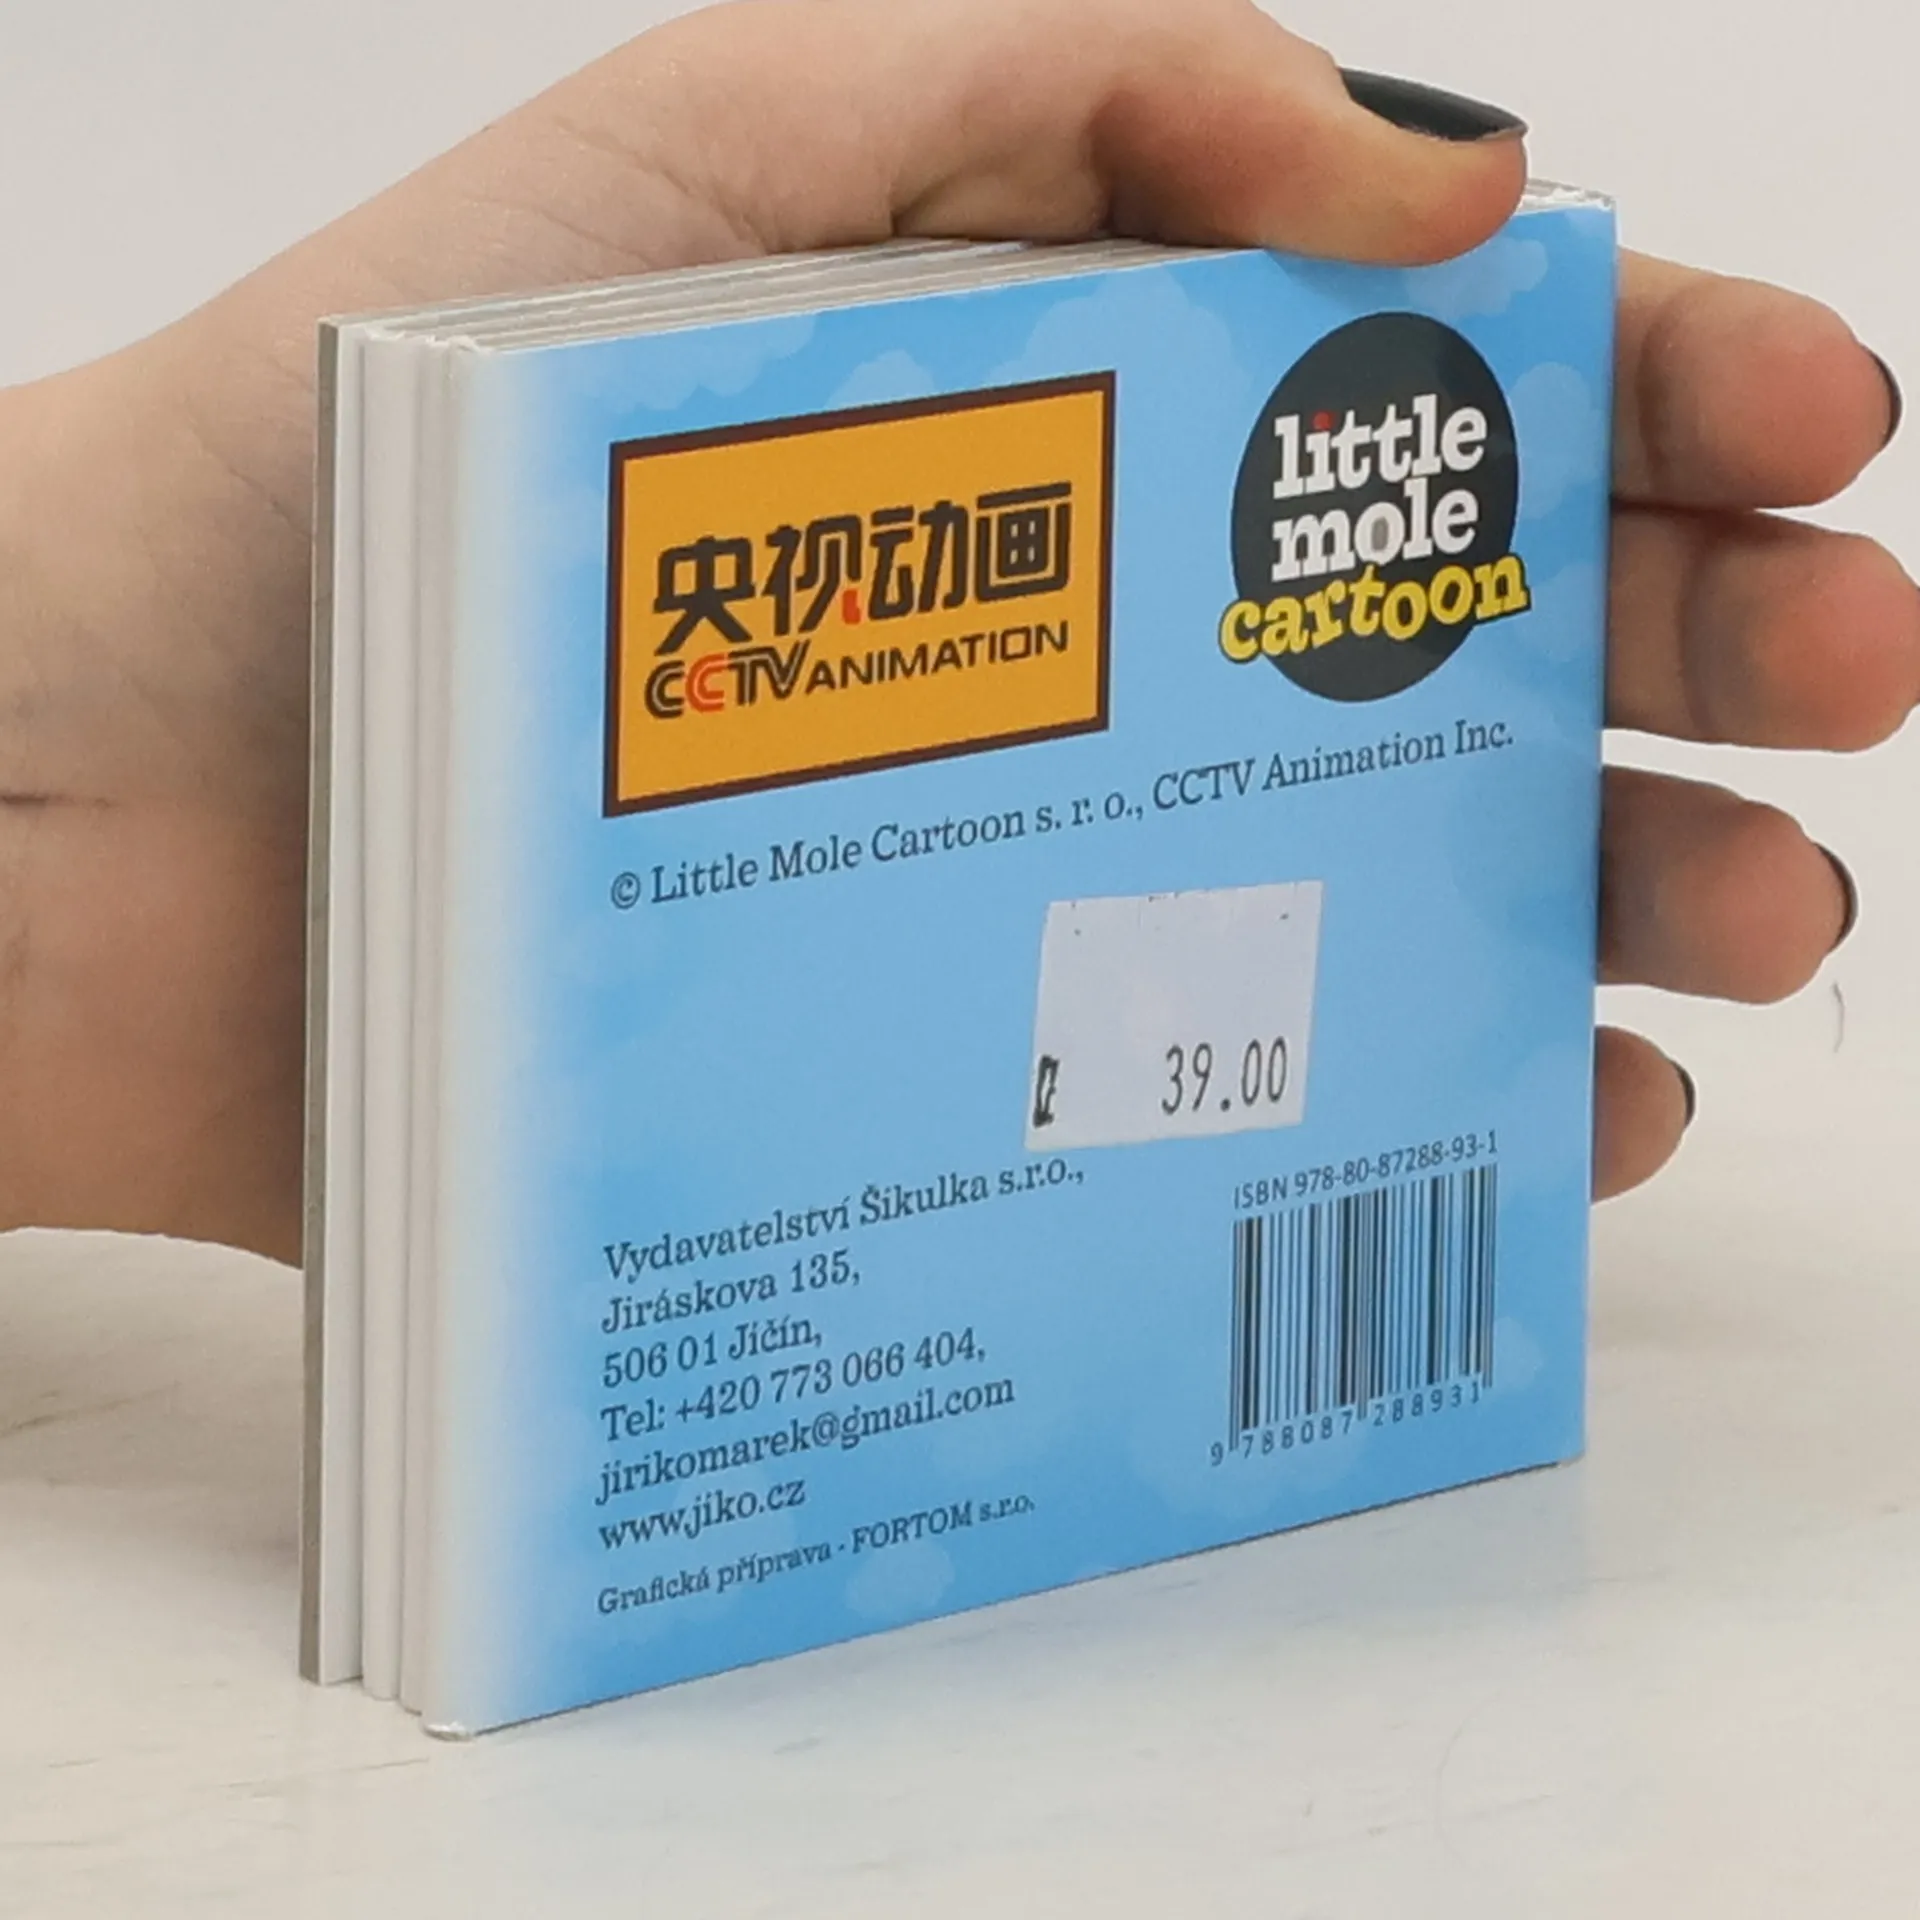 央视动画
CCTV ANIMATION
little
mole
cartoon
© Little Mole Cartoon s. r. o., CCTV Animation Inc.
39.00
Vydavatelství Šikulka s.r.o.,
Jiráskova 135,
506 01 Jičín,
Tel: +420 773 066 404,
jirikomarek@gmail.com
www.jiko.cz
Grafická příprava - FORTOM s.r.o.
ISBN 978-80-87288-93-1
9 788087 288931